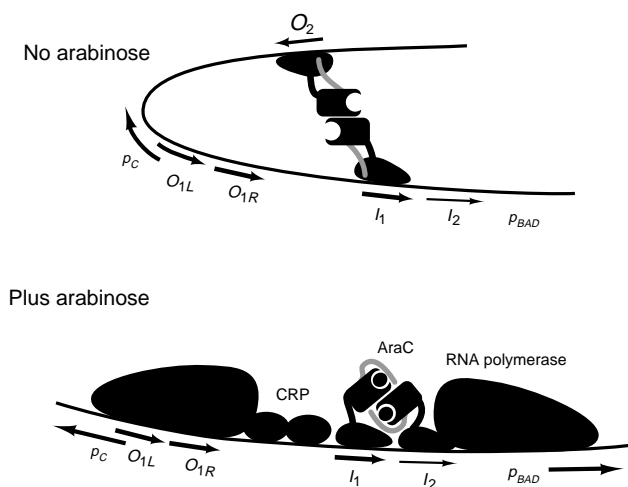 O2
No arabinose
pC
O1L
O1R
I1
I2
pBAD
Plus arabinose
AraC
RNA polymerase
CRP
pC
O1L
O1R
I1
I2
pBAD